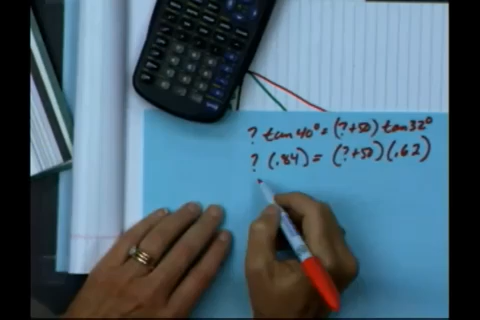 ? tan 40° = (? + 50) tan 32°
? (.84) = (? + 50)(.62)